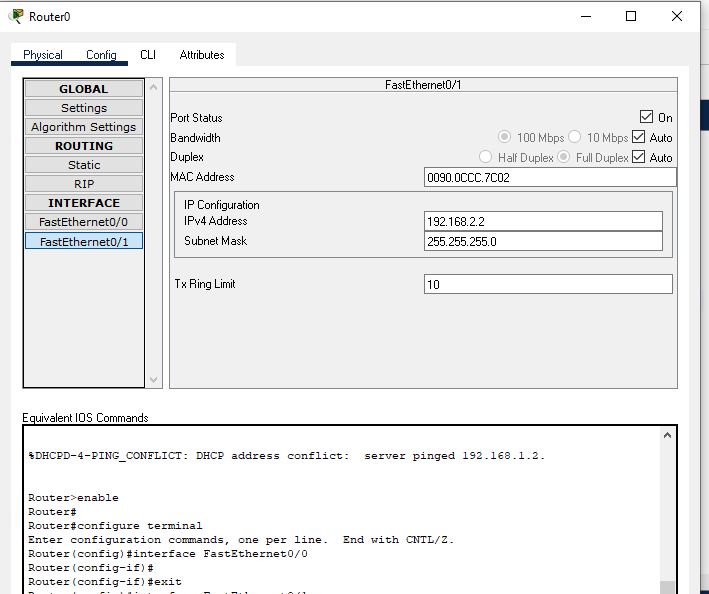 Router0
Physical Config CLI Attributes
GLOBAL
Settings
Algorithm Settings
ROUTING
Static
RIP
INTERFACE
FastEthernet0/0
FastEthernet0/1
FastEthernet0/1
Port Status On
Bandwidth 100 Mbps 10 Mbps Auto
Duplex Half Duplex Full Duplex Auto
MAC Address 0090.0CCC.7C02
IP Configuration
IPv4 Address 192.168.2.2
Subnet Mask 255.255.255.0
Tx Ring Limit 10
Equivalent IOS Commands
%DHCPD-4-PING_CONFLICT: DHCP address conflict:  server pinged 192.168.1.2.
Router>enable
Router#
Router#configure terminal
Enter configuration commands, one per line.  End with CNTL/Z.
Router(config)#interface FastEthernet0/0
Router(config-if)#
Router(config-if)#exit